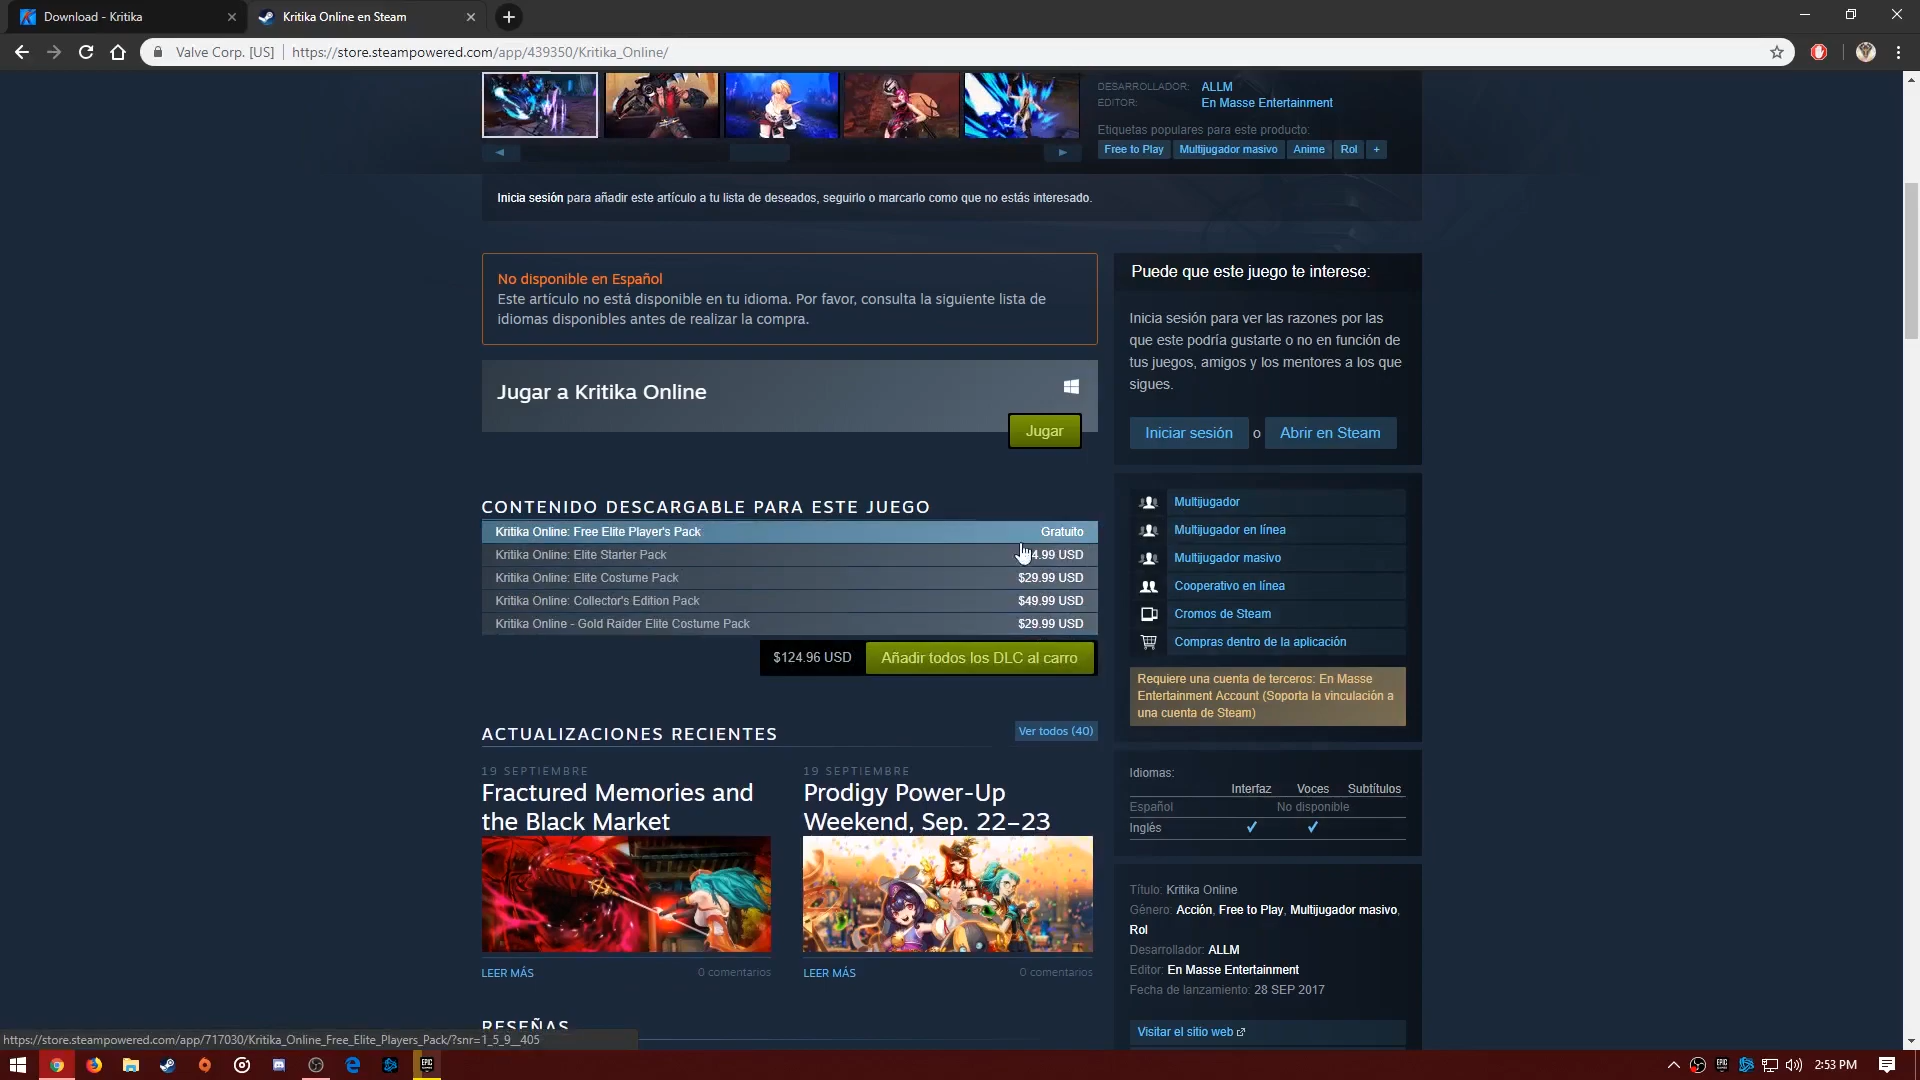 Download - Kritika
Kritika Online en Steam
Valve Corp. [US]
https://store.steampowered.com/app/439350/Kritika_Online/
DESARROLLADOR: ALLM
EDITOR: En Masse Entertainment
Etiquetas populares para este producto:
Free to Play Multijugador masivo Anime Rol +
Inicia sesión para añadir este artículo a tu lista de deseados, seguirlo o marcarlo como que no estás interesado.
No disponible en Español
Este artículo no está disponible en tu idioma. Por favor, consulta la siguiente lista de
idiomas disponibles antes de realizar la compra.
Jugar a Kritika Online
Jugar
CONTENIDO DESCARGABLE PARA ESTE JUEGO
Kritika Online: Free Elite Player's Pack Gratuito
Kritika Online: Elite Starter Pack 4.99 USD
Kritika Online: Elite Costume Pack $29.99 USD
Kritika Online: Collector's Edition Pack $49.99 USD
Kritika Online - Gold Raider Elite Costume Pack $29.99 USD
$124.96 USD Añadir todos los DLC al carro
ACTUALIZACIONES RECIENTES
Ver todos (40)
19 SEPTIEMBRE
Fractured Memories and
the Black Market
LEER MÁS 0 comentarios
19 SEPTIEMBRE
Prodigy Power-Up
Weekend, Sep. 22–23
LEER MÁS 0 comentarios
RESEÑAS
Puede que este juego te interese:
Inicia sesión para ver las razones por las
que este podría gustarte o no en función de
tus juegos, amigos y los mentores a los que
sigues.
Iniciar sesión o Abrir en Steam
Multijugador
Multijugador en línea
Multijugador masivo
Cooperativo en línea
Cromos de Steam
Compras dentro de la aplicación
Requiere una cuenta de terceros: En Masse
Entertainment Account (Soporta la vinculación a
una cuenta de Steam)
Idiomas:
Interfaz Voces Subtítulos
Español No disponible
Inglés ✓ ✓
Título: Kritika Online
Género: Acción, Free to Play, Multijugador masivo,
Rol
Desarrollador: ALLM
Editor: En Masse Entertainment
Fecha de lanzamiento: 28 SEP 2017
Visitar el sitio web
https://store.steampowered.com/app/717030/Kritika_Online_Free_Elite_Players_Pack/?snr=1_5_9__405
2:53 PM